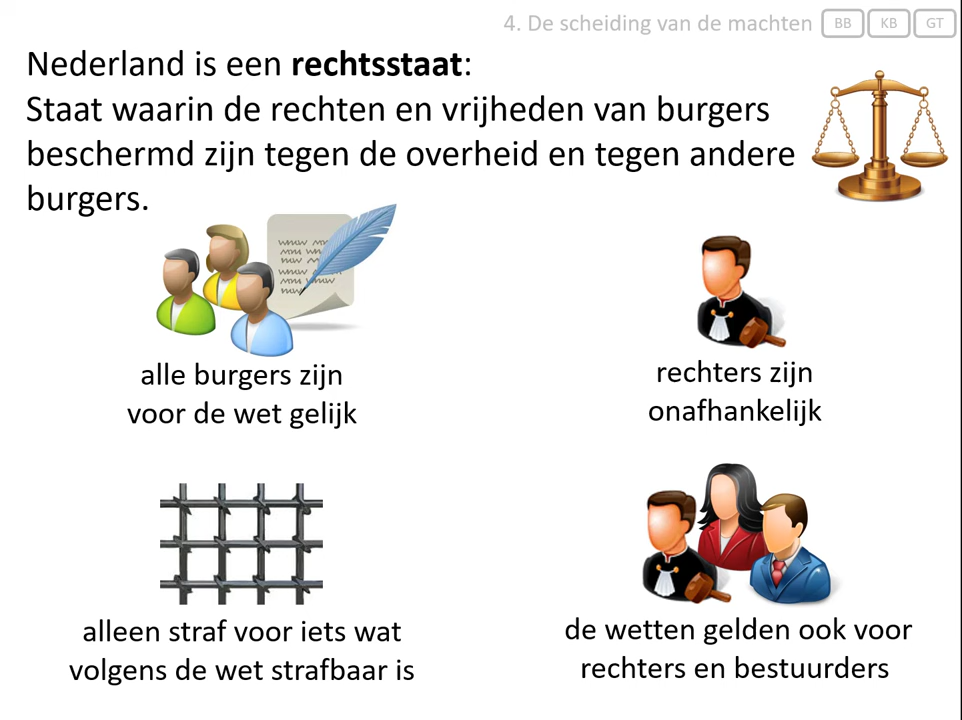 4. De scheiding van de machten BB KB GT
Nederland is een rechtsstaat:
Staat waarin de rechten en vrijheden van burgers
beschermd zijn tegen de overheid en tegen andere
burgers.
alle burgers zijn
voor de wet gelijk
rechters zijn
onafhankelijk
alleen straf voor iets wat
volgens de wet strafbaar is
de wetten gelden ook voor
rechters en bestuurders